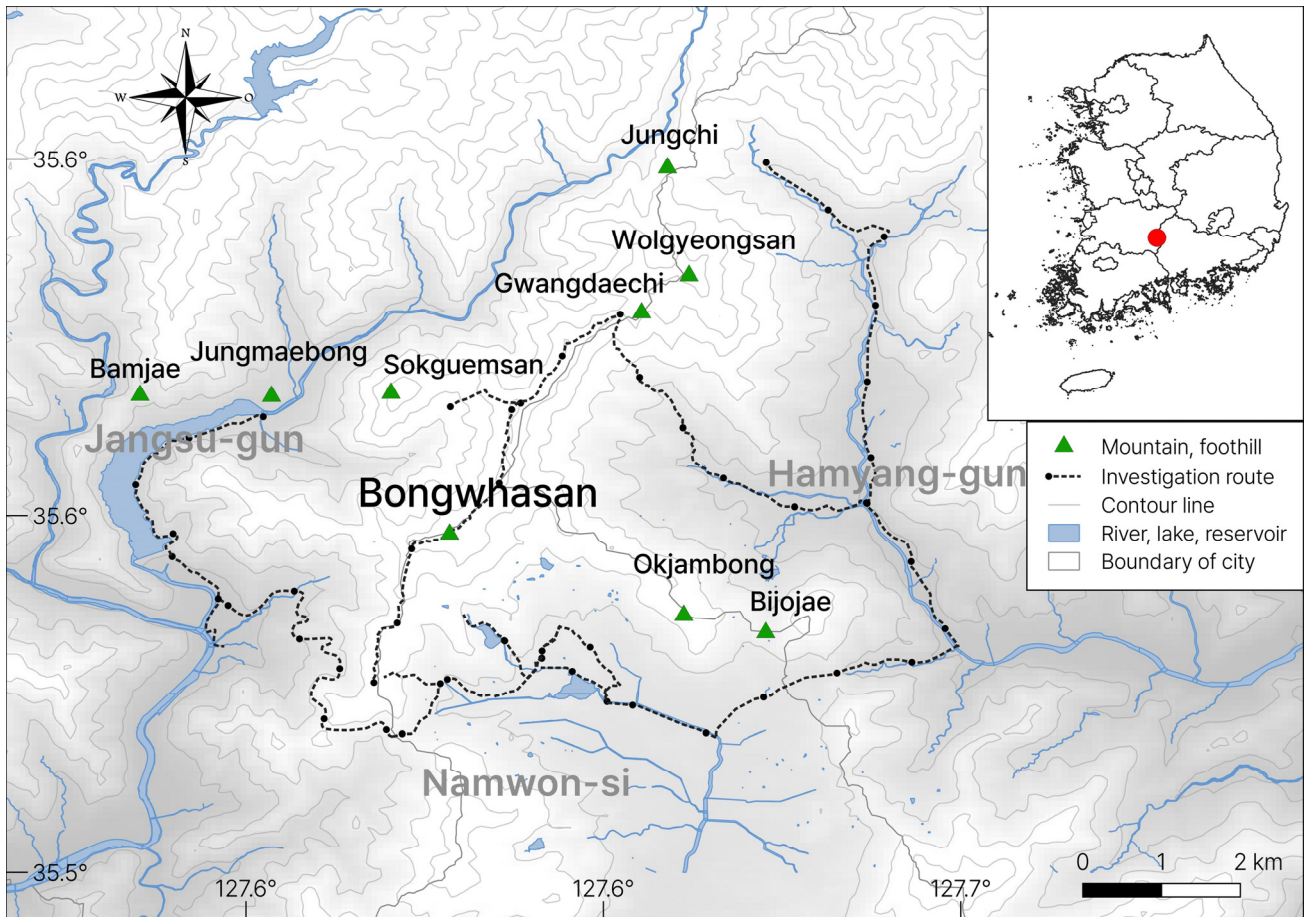 N
W
O
S
Jungchi
35.6°
Wolgyeongsan
Gwangdaechi
Jungmaebong
Bamjae
Sokguemsan
Jangsu-gun
Mountain, foothill
Hamyang-gun
Investigation route
Bongwhasan
Contour line
35.6°
River, lake, reservoir
Boundary of city
Okjambong
Bijojae
Namwon-si
35.5°
0 1 2 km
127.6°
127.6°
127.7°